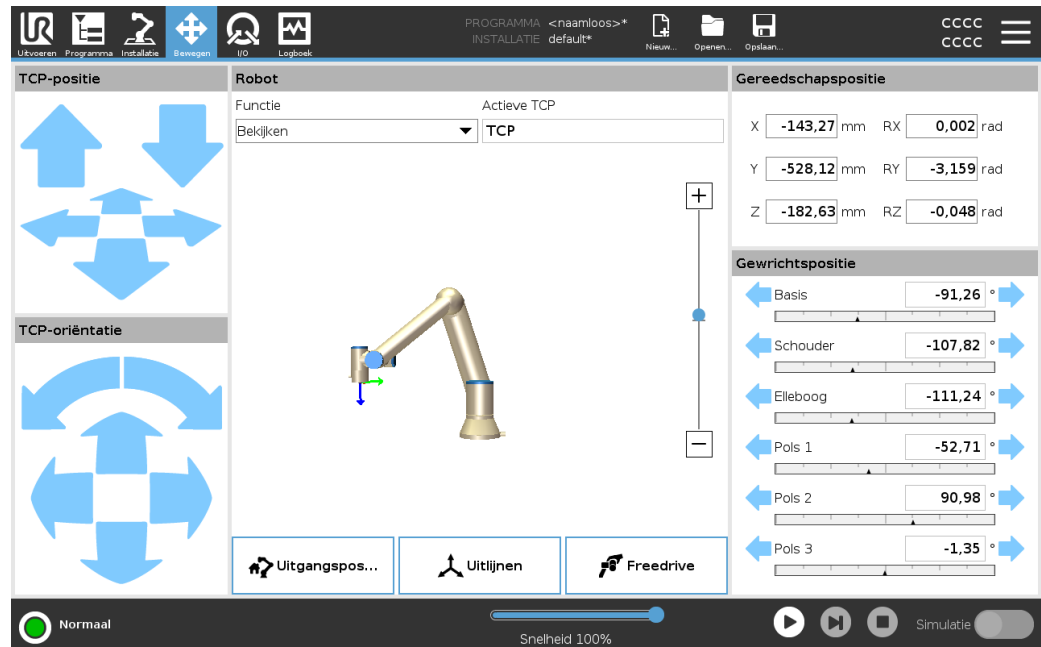 UR
PROGRAMMA <naamloos>*
INSTALLATIE default*
CCCC
CCCC
Uitvoeren Programma Installatie Bewegen I/O Logboek Nieuw... Openen... Opslaan...
TCP-positie
TCP-oriëntatie
Robot
Functie Actieve TCP
Bekijken TCP
+
−
Uitgangspos... Uitlijnen Freedrive
Gereedschapspositie
X -143,27 mm RX 0,002 rad
Y -528,12 mm RY -3,159 rad
Z -182,63 mm RZ -0,048 rad
Gewrichtspositie
Basis -91,26 °
Schouder -107,82 °
Elleboog -111,24 °
Pols 1 -52,71 °
Pols 2 90,98 °
Pols 3 -1,35 °
Normaal
Snelheid 100%
Simulatie